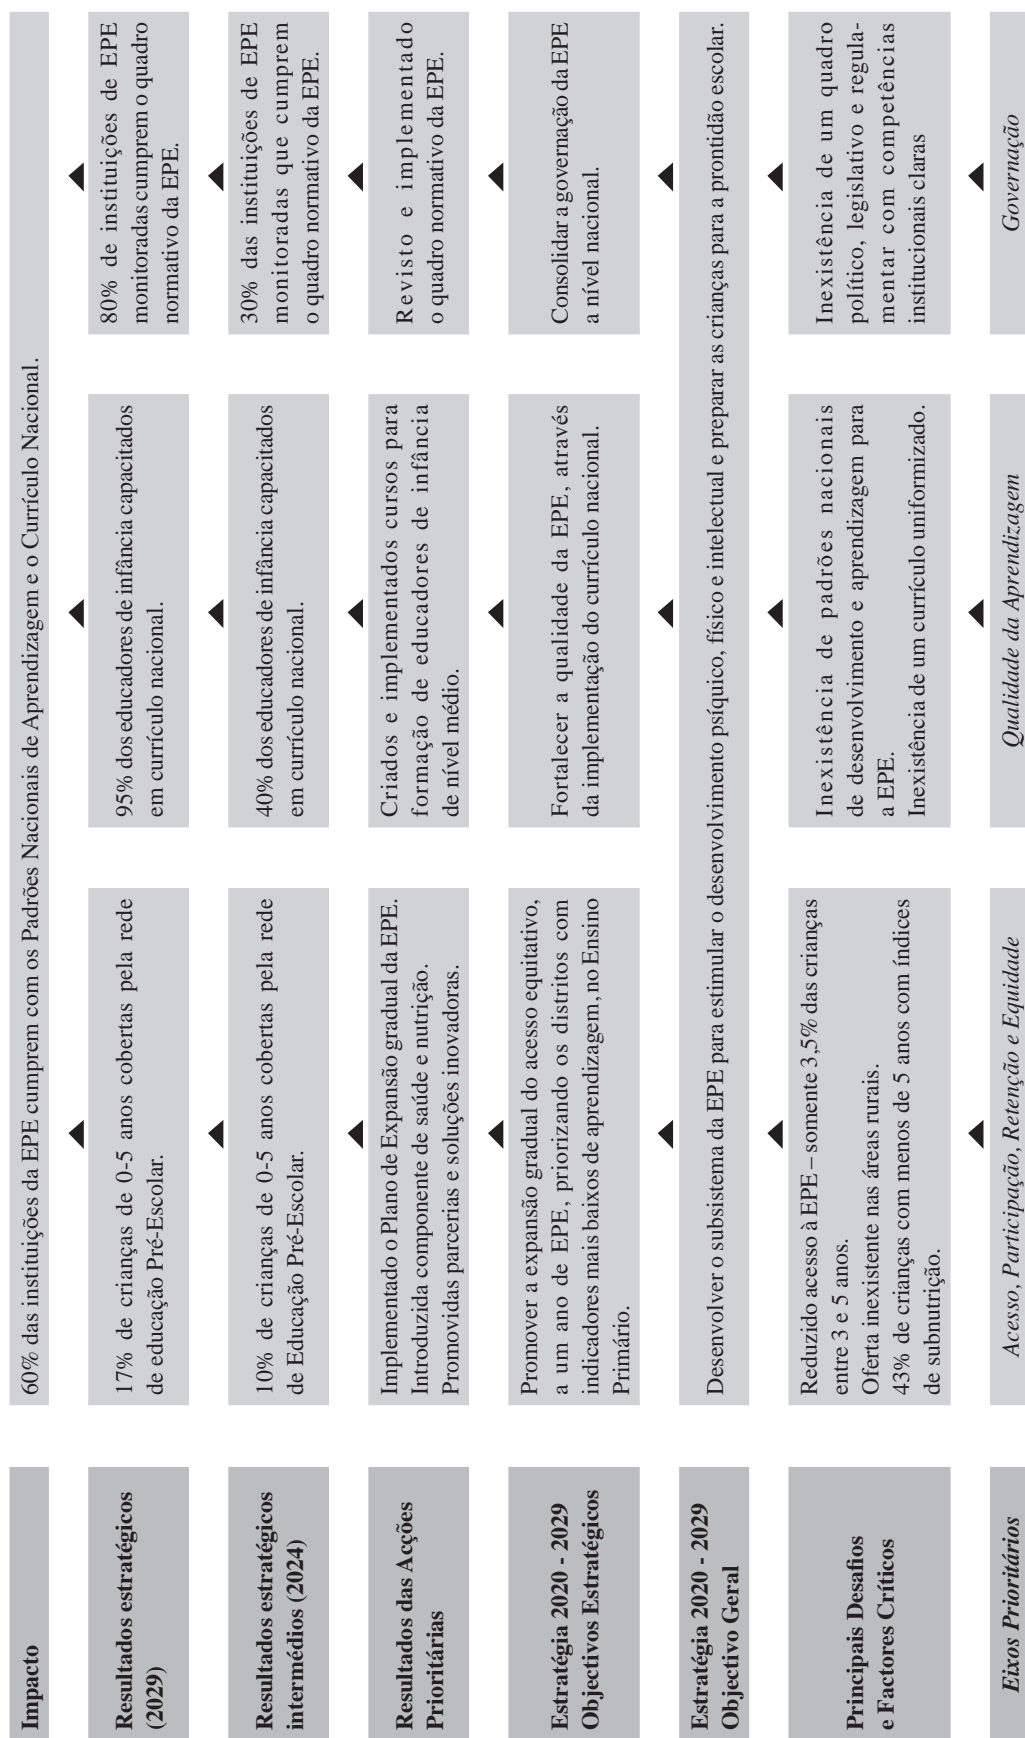 Impacto
60% das instituições da EPE cumprem com os Padrões Nacionais de Aprendizagem e o Currículo Nacional.
Resultados estratégicos
(2029)
17% de crianças de 0-5 anos cobertas pela rede
de educação Pré-Escolar.
95% dos educadores de infância capacitados
em currículo nacional.
80% de instituições de EPE
monitoradas cumprem o quadro
normativo da EPE.
Resultados estratégicos
intermédios (2024)
10% de crianças de 0-5 anos cobertas pela rede
de Educação Pré-Escolar.
40% dos educadores de infância capacitados
em currículo nacional.
30% das instituições de EPE
monitoradas que cumprem
o quadro normativo da EPE.
Resultados das Acções
Prioritárias
Implementado o Plano de Expansão gradual da EPE.
Introduzida componente de saúde e nutrição.
Promovidas parcerias e soluções inovadoras.
Criados e implementados cursos para
formação de educadores de infância
de nível médio.
Revisto e implementado
o quadro normativo da EPE.
Estratégia 2020 - 2029
Objectivos Estratégicos
Promover a expansão gradual do acesso equitativo,
a um ano de EPE, priorizando os distritos com
indicadores mais baixos de aprendizagem, no Ensino
Primário.
Fortalecer a qualidade da EPE, através
da implementação do currículo nacional.
Consolidar a governação da EPE
a nível nacional.
Estratégia 2020 - 2029
Objectivo Geral
Desenvolver o subsistema da EPE para estimular o desenvolvimento psíquico, físico e intelectual e preparar as crianças para a prontidão escolar.
Principais Desafios
e Factores Críticos
Reduzido acesso à EPE – somente 3,5% das crianças
entre 3 e 5 anos.
Oferta inexistente nas áreas rurais.
43% de crianças com menos de 5 anos com índices
de subnutrição.
Inexistência de padrões nacionais
de desenvolvimento e aprendizagem para
a EPE.
Inexistência de um currículo uniformizado.
Inexistência de um quadro
político, legislativo e regula-
mentar com competências
institucionais claras
Eixos Prioritários
Acesso, Participação, Retenção e Equidade
Qualidade da Aprendizagem
Governação